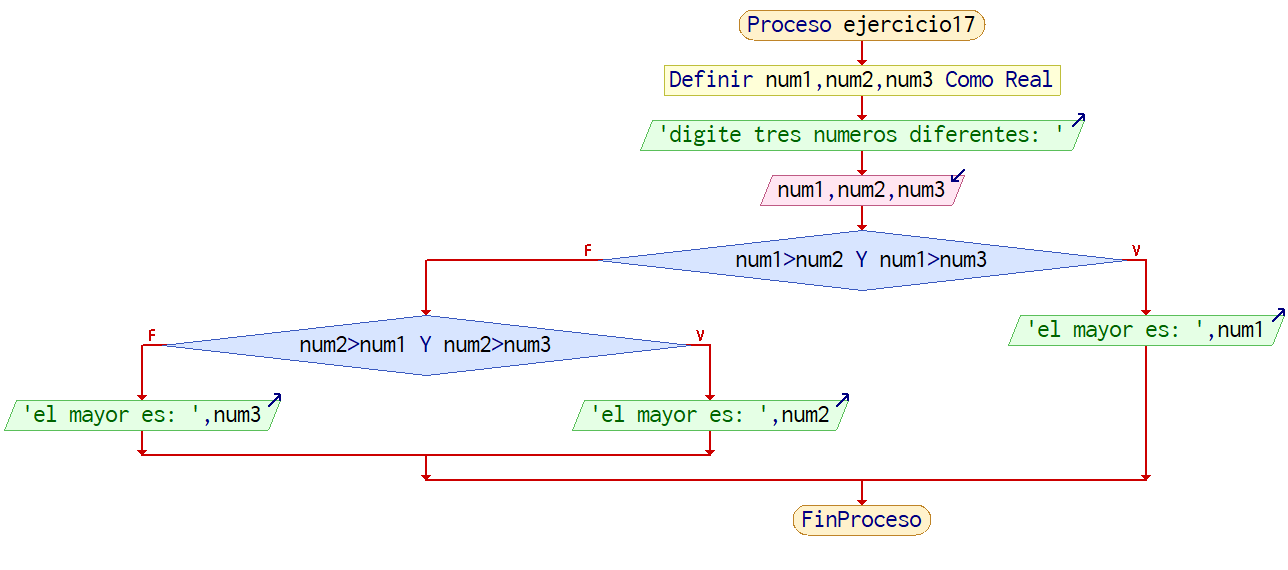 Proceso ejercicio17
Definir num1,num2,num3 Como Real
'digite tres numeros diferentes: '
num1,num2,num3
F
V
num1>num2 Y num1>num3
F
V
num2>num1 Y num2>num3
'el mayor es: ',num1
'el mayor es: ',num3
'el mayor es: ',num2
FinProceso